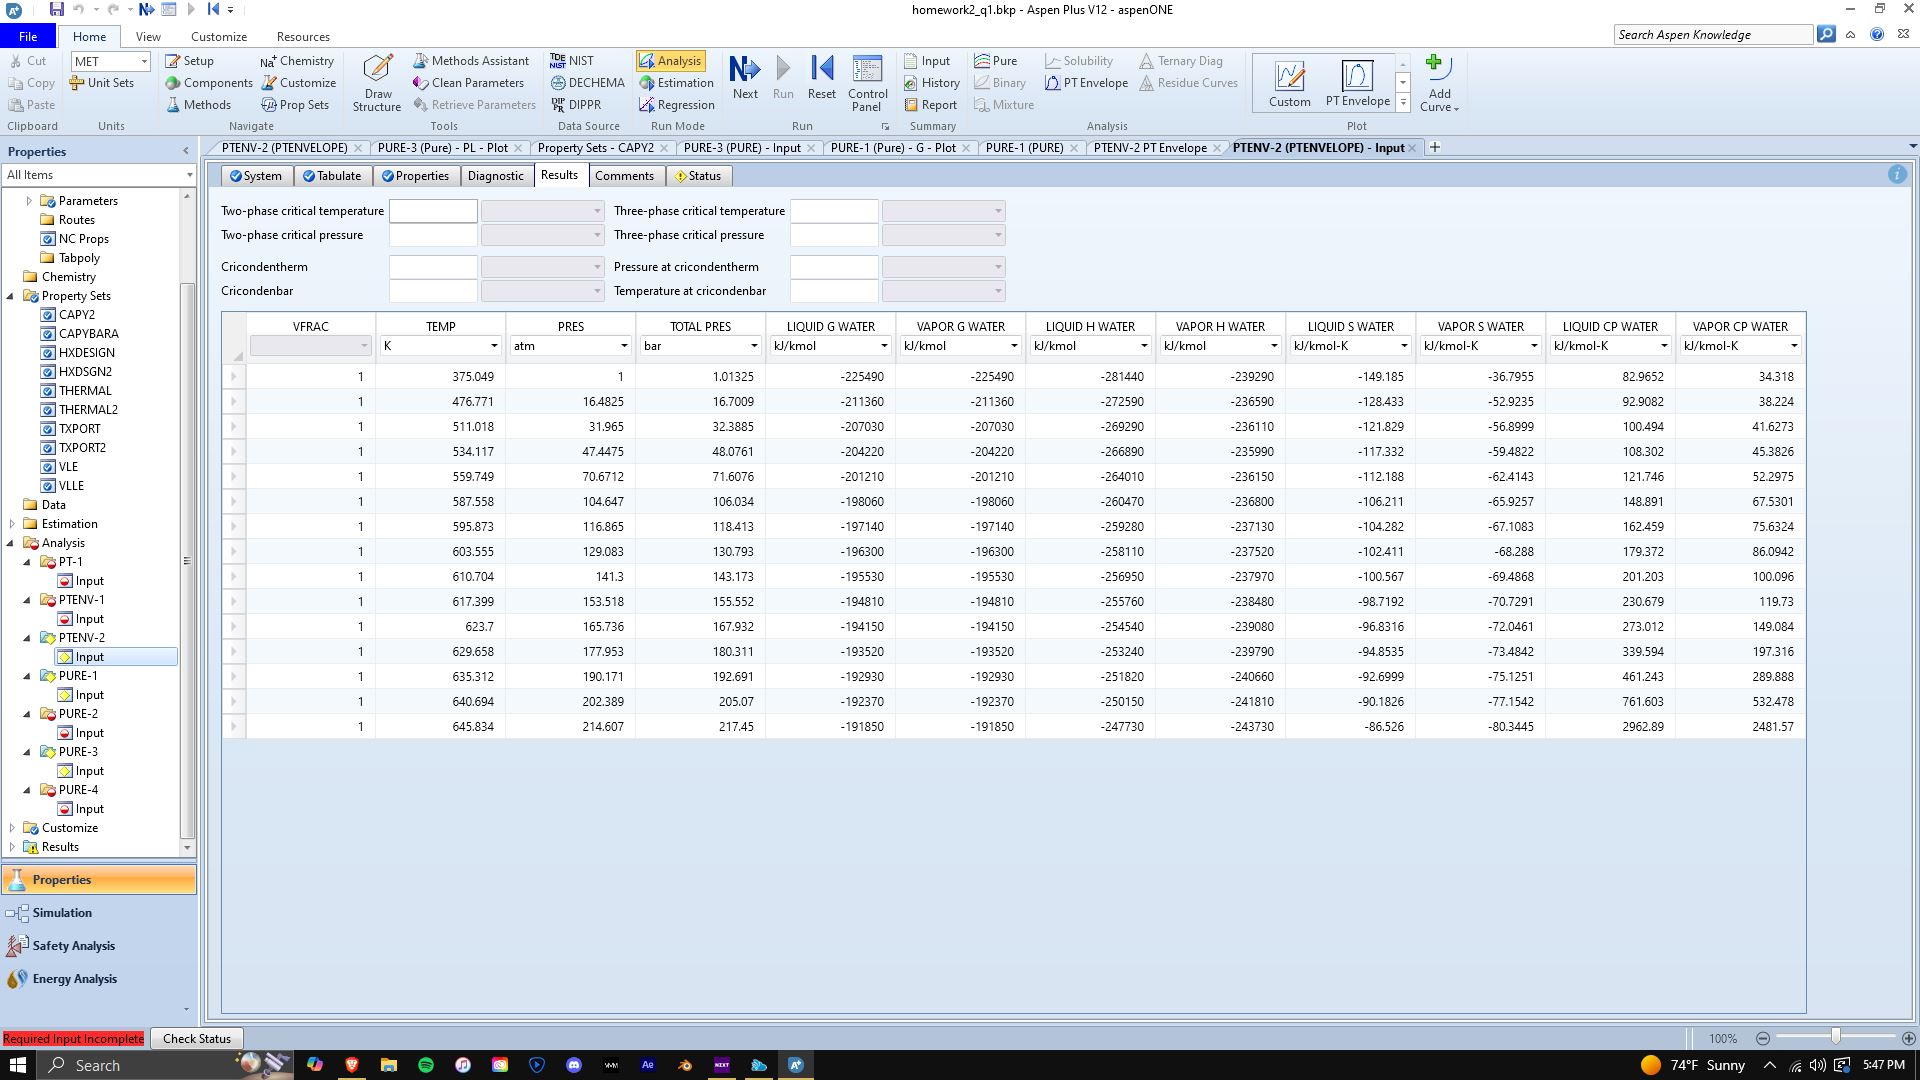 homework2_q1.bkp - Aspen Plus V12 - aspenONE
File Home View Customize Resources Search Aspen Knowledge
Cut MET Setup Na+ Chemistry Methods Assistant NIST Analysis Input Pure Solubility Ternary Diag
Copy Unit Sets Components Customize Clean Parameters DECHEMA Estimation History Binary PT Envelope Residue Curves
Paste Methods Prop Sets Retrieve Parameters DIPPR Regression Report Mixture
Draw Structure Next Run Reset Control Panel Custom PT Envelope Add Curve
Clipboard Units Navigate Tools Data Source Run Mode Run Summary Analysis Plot
Properties
PTENV-2 (PTENVELOPE) PURE-3 (Pure) - PL - Plot Property Sets - CAPY2 PURE-3 (PURE) - Input PURE-1 (Pure) - G - Plot PURE-1 (PURE) PTENV-2 PT Envelope PTENV-2 (PTENVELOPE) - Input
All Items
Parameters
Routes
NC Props
Tabpoly
Chemistry
Property Sets
CAPY2
CAPYBARA
HXDESIGN
HXDSGN2
THERMAL
THERMAL2
TXPORT
TXPORT2
VLE
VLLE
Data
Estimation
Analysis
PT-1
Input
PTENV-1
Input
PTENV-2
Input
PURE-1
Input
PURE-2
Input
PURE-3
Input
PURE-4
Input
Customize
Results
Properties
Simulation
Safety Analysis
Energy Analysis
System Tabulate Properties Diagnostic Results Comments Status
Two-phase critical temperature Three-phase critical temperature
Two-phase critical pressure Three-phase critical pressure
Cricondentherm Pressure at cricondentherm
Cricondenbar Temperature at cricondenbar
VFRAC TEMP PRES TOTAL PRES LIQUID G WATER VAPOR G WATER LIQUID H WATER VAPOR H WATER LIQUID S WATER VAPOR S WATER LIQUID CP WATER VAPOR CP WATER
K atm bar kJ/kmol kJ/kmol kJ/kmol kJ/kmol kJ/kmol-K kJ/kmol-K kJ/kmol-K kJ/kmol-K
1 375.049 1 1.01325 -225490 -225490 -281440 -239290 -149.185 -36.7955 82.9652 34.318
1 476.771 16.4825 16.7009 -211360 -211360 -272590 -236590 -128.433 -52.9235 92.9082 38.224
1 511.018 31.965 32.3885 -207030 -207030 -269290 -236110 -121.829 -56.8999 100.494 41.6273
1 534.117 47.4475 48.0761 -204220 -204220 -266890 -235990 -117.332 -59.4822 108.302 45.3826
1 559.749 70.6712 71.6076 -201210 -201210 -264010 -236150 -112.188 -62.4143 121.746 52.2975
1 587.558 104.647 106.034 -198060 -198060 -260470 -236800 -106.211 -65.9257 148.891 67.5301
1 595.873 116.865 118.413 -197140 -197140 -259280 -237130 -104.282 -67.1083 162.459 75.6324
1 603.555 129.083 130.793 -196300 -196300 -258110 -237520 -102.411 -68.288 179.372 86.0942
1 610.704 141.3 143.173 -195530 -195530 -256950 -237970 -100.567 -69.4868 201.203 100.096
1 617.399 153.518 155.552 -194810 -194810 -255760 -238480 -98.7192 -70.7291 230.679 119.73
1 623.7 165.736 167.932 -194150 -194150 -254540 -239080 -96.8316 -72.0461 273.012 149.084
1 629.658 177.953 180.311 -193520 -193520 -253240 -239790 -94.8535 -73.4842 339.594 197.316
1 635.312 190.171 192.691 -192930 -192930 -251820 -240660 -92.6999 -75.1251 461.243 289.888
1 640.694 202.389 205.07 -192370 -192370 -250150 -241810 -90.1826 -77.1542 761.603 532.478
1 645.834 214.607 217.45 -191850 -191850 -247730 -243730 -86.526 -80.3445 2962.89 2481.57
Required Input Incomplete Check Status 100%
Search 74°F Sunny 5:47 PM